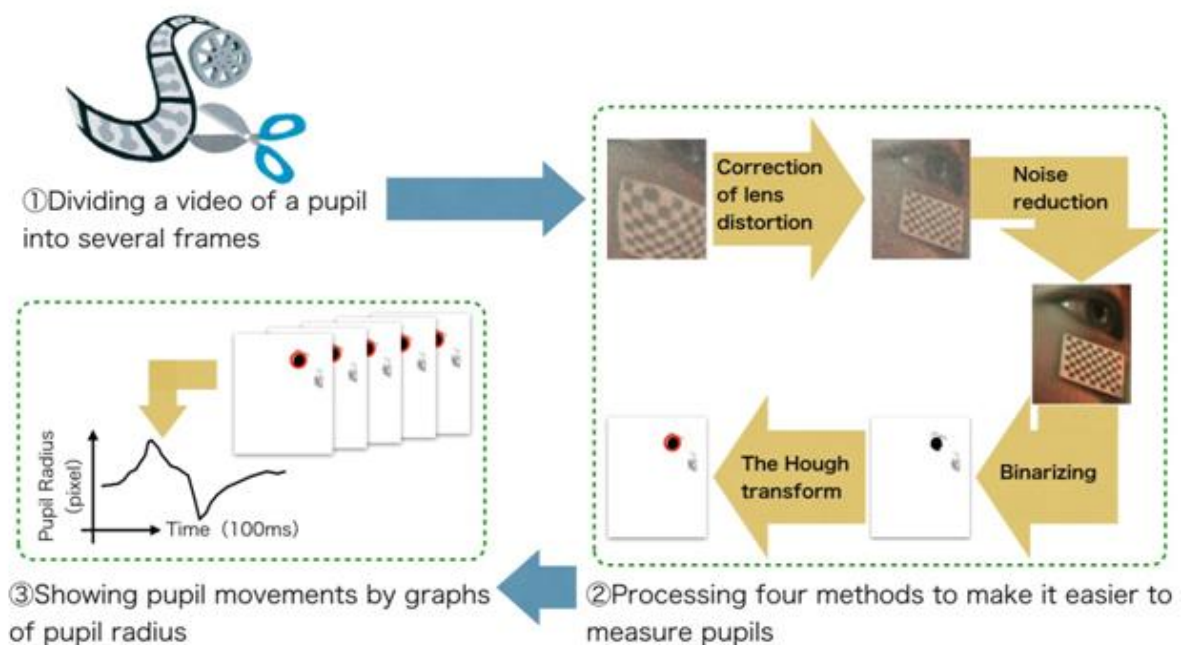 ①Dividing a video of a pupil
into several frames
Correction
of lens
distortion
Noise
reduction
Binarizing
The Hough
transform
②Processing four methods to make it easier to
measure pupils
Pupil Radius
(pixel)
Time (100ms)
③Showing pupil movements by graphs
of pupil radius